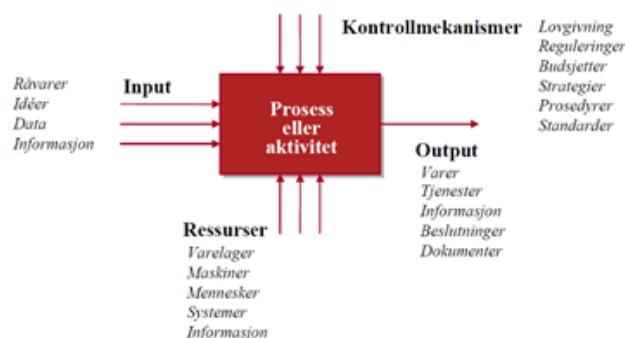 Kontrollmekanismer
Lovgivning
Reguleringer
Budsjetter
Strategier
Prosedyrer
Standarder
Input
Råvarer
Idéer
Data
Informasjon
Prosess
eller
aktivitet
Output
Varer
Tjenester
Informasjon
Beslutninger
Dokumenter
Ressurser
Varelager
Maskiner
Mennesker
Systemer
Informasjon